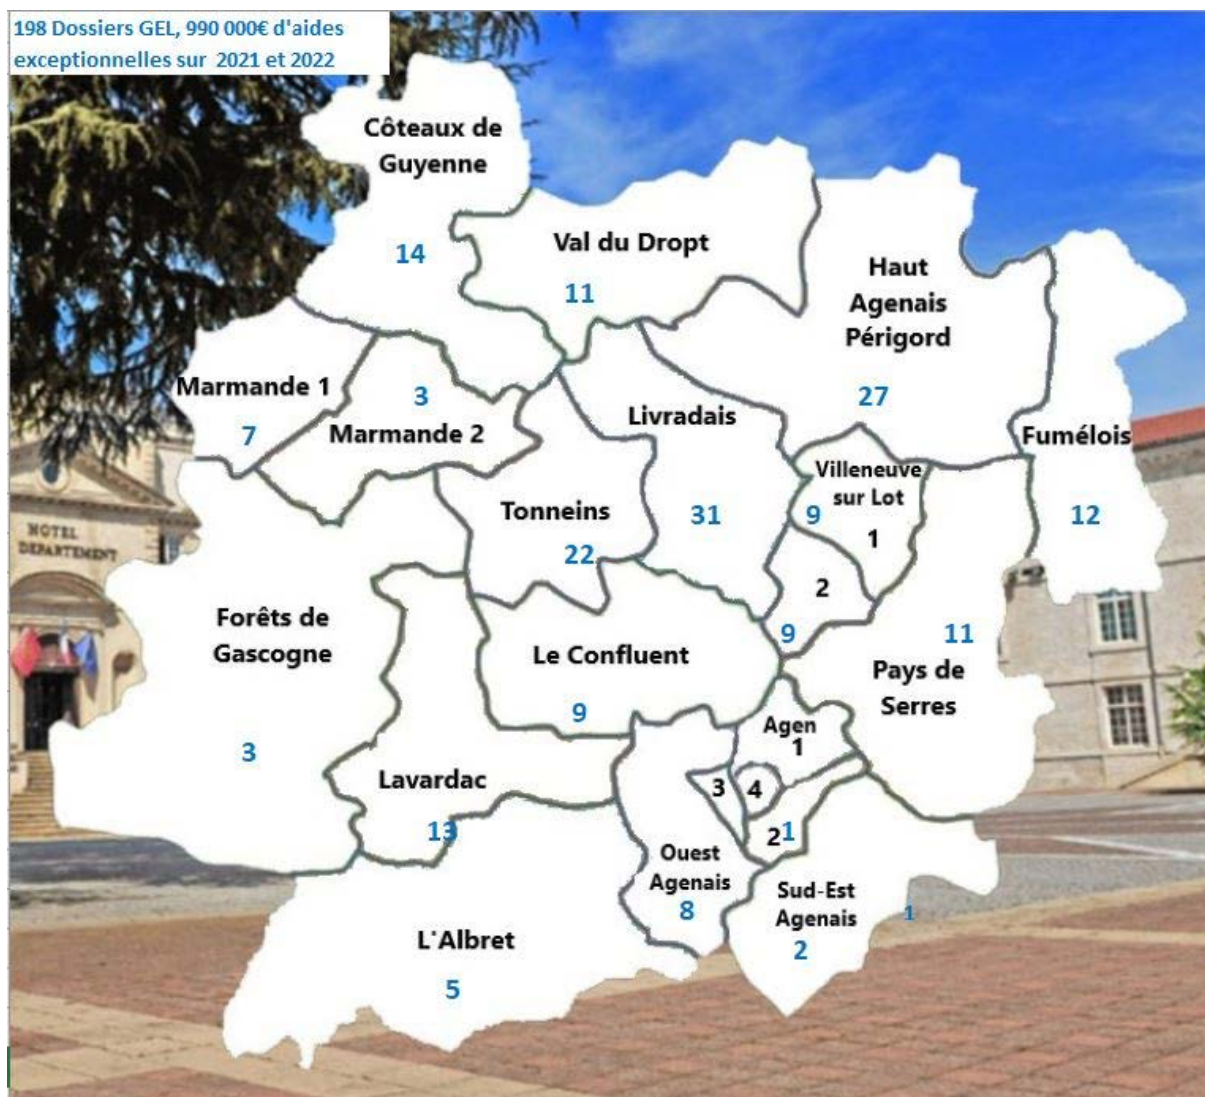 198 Dossiers GEL, 990 000€ d'aides
exceptionnelles sur 2021 et 2022
Côteaux de
Guyenne
14
Val du Dropt
11
Haut
Agenais
Périgord
27
Marmande 1
7
3
Marmande 2
Livradais
31
Fumélois
12
Villeneuve
sur Lot
9
1
2
9
Tonneins
22
HOTEL
DEPARTEMENT
Forêts de
Gascogne
3
Le Confluent
9
11
Pays de
Serres
Agen
1
3
4
2
1
Lavardac
13
Ouest
Agenais
8
Sud-Est
Agenais
2
1
L'Albret
5